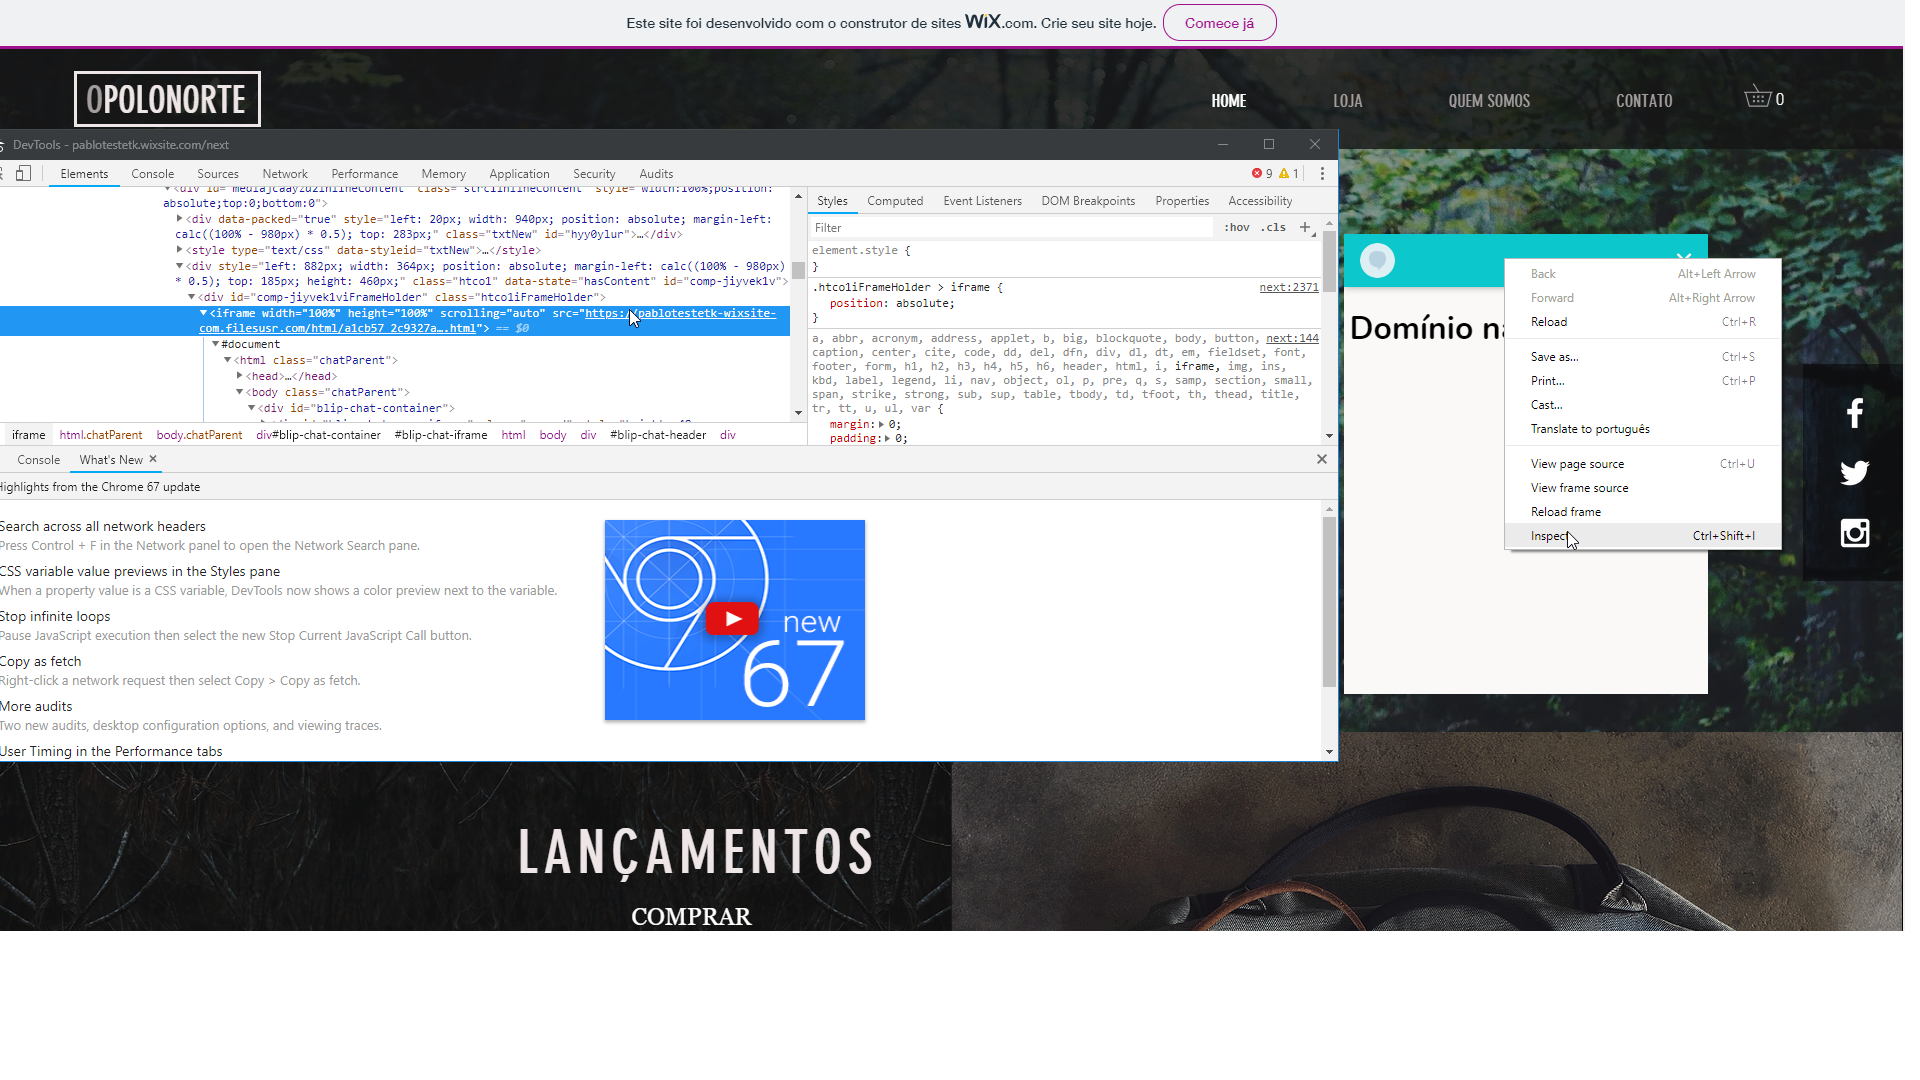 Este site foi desenvolvido com o construtor de sites WiX.com. Crie seu site hoje. Comece já
OPOLONORTE
HOME LOJA QUEM SOMOS CONTATO 0
DevTools - pablotestetk.wixsite.com/next
Elements Console Sources Network Performance Memory Application Security Audits 9 1
absolute;top:0;bottom:0">
<div data-packed="true" style="left: 20px; width: 940px; position: absolute; margin-left:
calc((100% - 980px) * 0.5); top: 283px;" class="txtNew" id="hyy0ylur">…</div>
<style type="text/css" data-styleid="txtNew">…</style>
<div style="left: 882px; width: 364px; position: absolute; margin-left: calc((100% - 980px)
* 0.5); top: 185px; height: 460px;" class="htco1" data-state="hasContent" id="comp-jiyvek1v">
<div id="comp-jiyvek1viFrameHolder" class="htco1iFrameHolder">
<iframe width="100%" height="100%" scrolling="auto" src="https://pablotestetk-wixsite-
com.filesusr.com/html/a1cb57_2c9327a….html"> == $0
#document
<html class="chatParent">
<head>…</head>
<body class="chatParent">
<div id="blip-chat-container">
iframe html.chatParent body.chatParent div#blip-chat-container #blip-chat-iframe html body div #blip-chat-header div
Styles Computed Event Listeners DOM Breakpoints Properties Accessibility
Filter :hov .cls +
element.style {
}
.htco1iFrameHolder > iframe { next:2371
position: absolute;
}
a, abbr, acronym, address, applet, b, big, blockquote, body, button, next:144
caption, center, cite, code, dd, del, dfn, div, dl, dt, em, fieldset, font,
footer, form, h1, h2, h3, h4, h5, h6, header, html, i, iframe, img, ins,
kbd, label, legend, li, nav, object, ol, p, pre, q, s, samp, section, small,
span, strike, strong, sub, sup, table, tbody, td, tfoot, th, thead, title,
tr, tt, u, ul, var {
margin: 0;
padding: 0;
Console What's New
Highlights from the Chrome 67 update
Search across all network headers
Press Control + F in the Network panel to open the Network Search pane.
CSS variable value previews in the Styles pane
When a property value is a CSS variable, DevTools now shows a color preview next to the variable.
Stop infinite loops
Pause JavaScript execution then select the new Stop Current JavaScript Call button.
Copy as fetch
Right-click a network request then select Copy > Copy as fetch.
More audits
Two new audits, desktop configuration options, and viewing traces.
User Timing in the Performance tabs
new
67
Domínio na
Back Alt+Left Arrow
Forward Alt+Right Arrow
Reload Ctrl+R
Save as... Ctrl+S
Print... Ctrl+P
Cast...
Translate to português
View page source Ctrl+U
View frame source
Reload frame
Inspect Ctrl+Shift+I
LANÇAMENTOS
COMPRAR